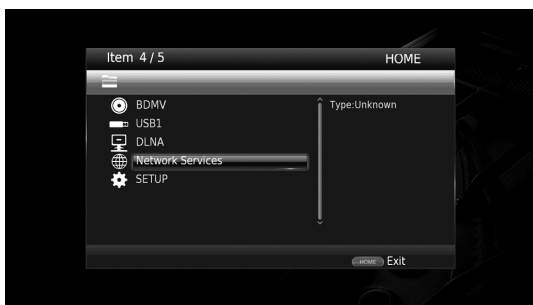 Item 4 / 5 HOME
BDMV
USB1
DLNA
Network Services
SETUP
Type:Unknown
HOME Exit